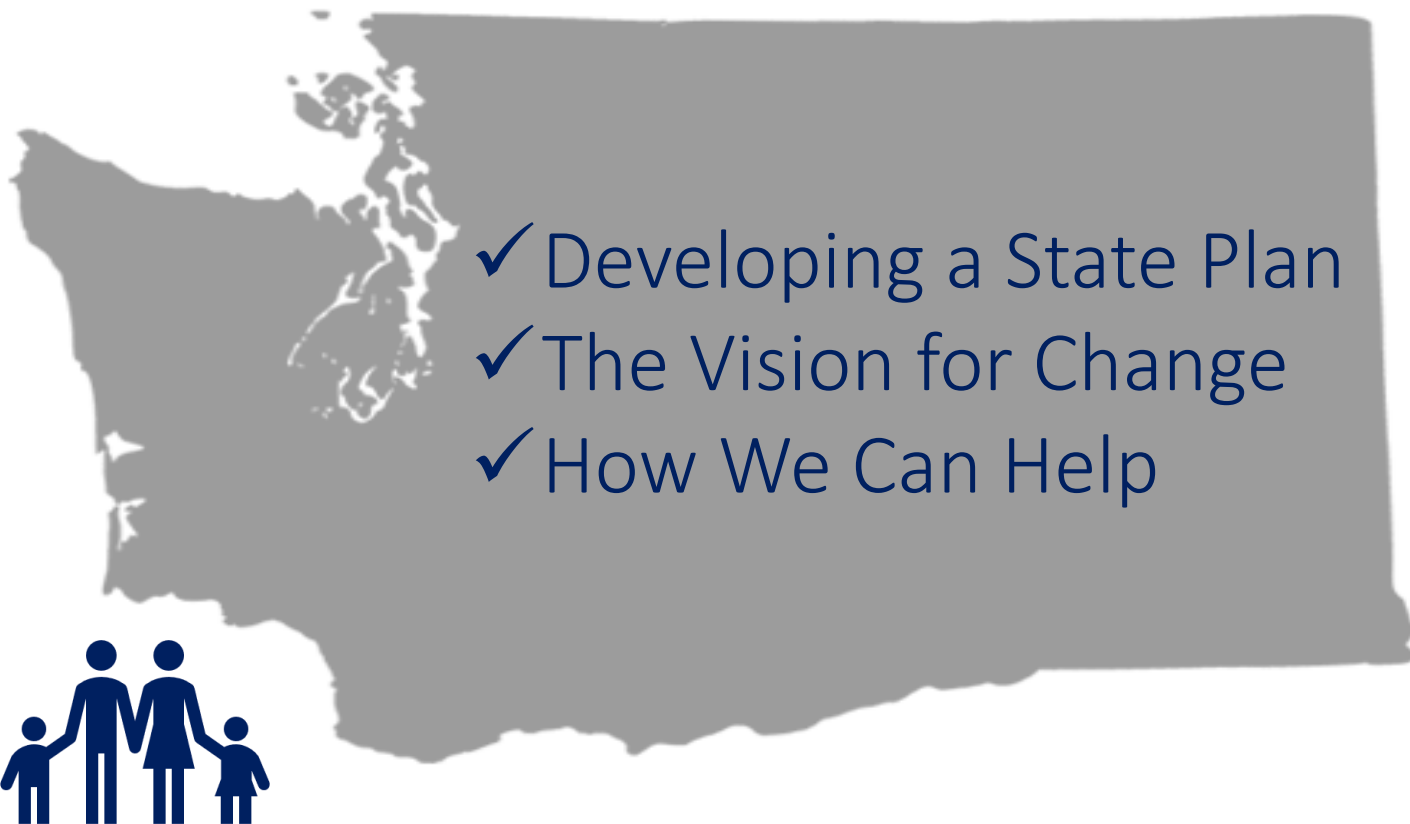 ✓ Developing a State Plan
✓ The Vision for Change
✓ How We Can Help